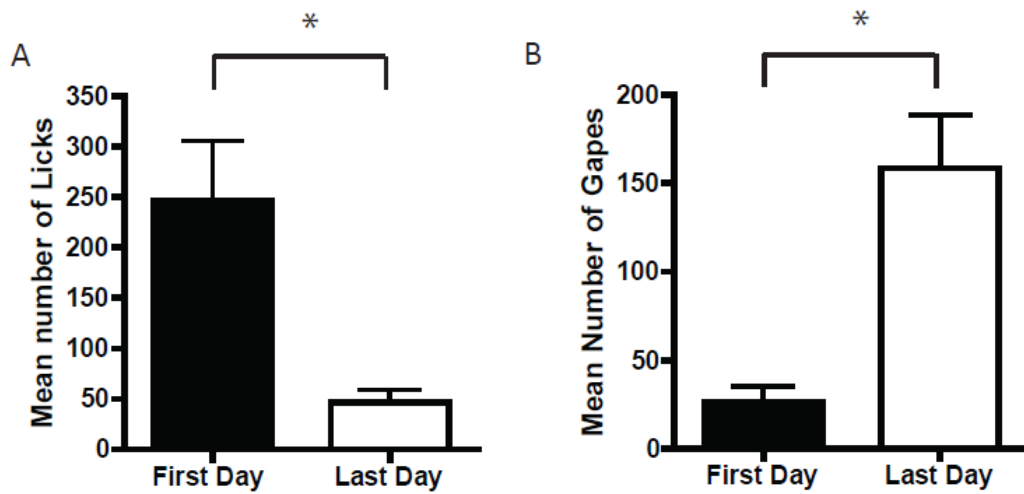 A
*
Mean number of Licks
350
300
250
200
150
100
50
0
First Day
Last Day
B
*
Mean Number of Gapes
200
150
100
50
0
First Day
Last Day